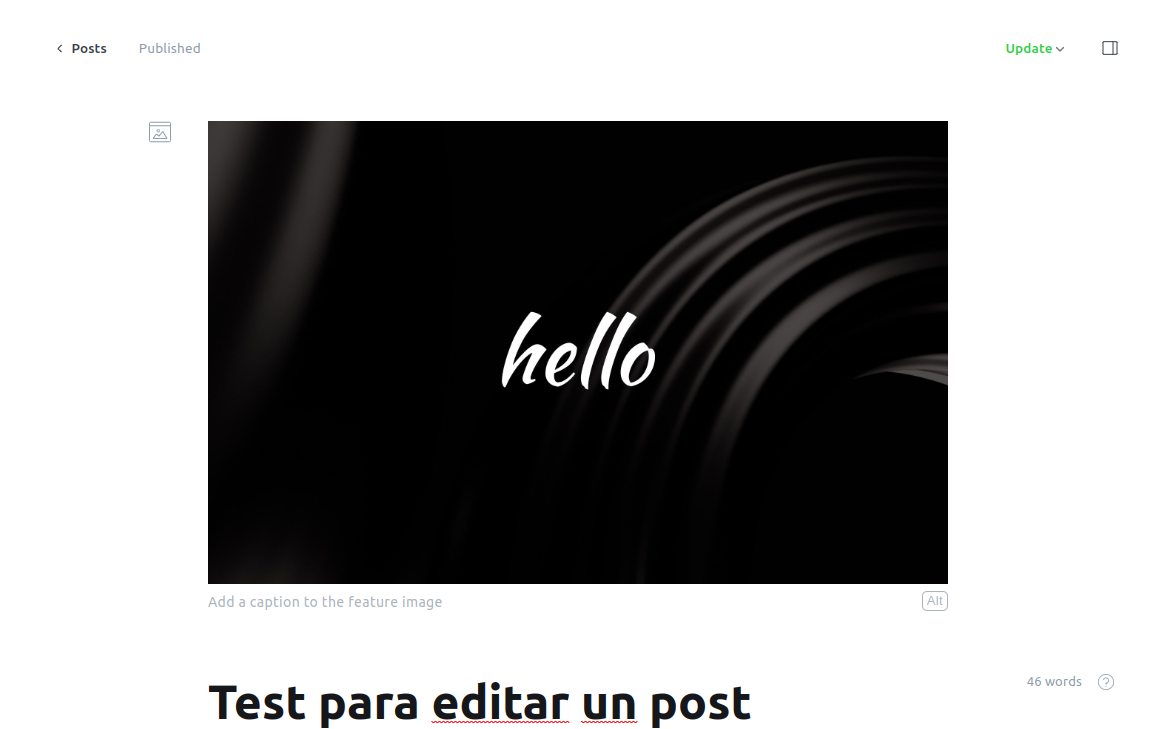 Posts
Published
Update
hello
Add a caption to the feature image
Alt
46 words
Test para editar un post